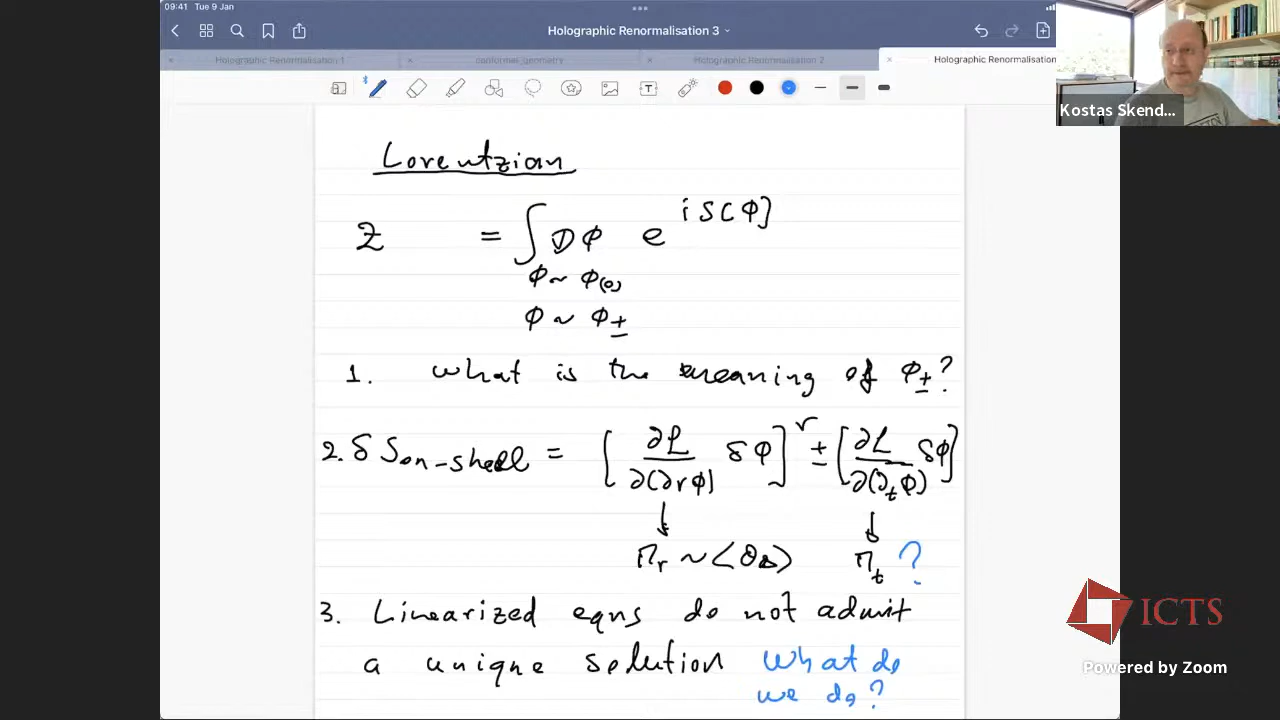 09:41 Tue 9 Jan
Holographic Renormalisation 3
Holographic Renormalisation 1
conformal_geometry
Holographic Renormalisation 2
Holographic Renormalisation
Kostas Skend...
Lorentzian
Z = ∫ Dφ e^{iS[φ]}
φ ~ φ(0)
φ ~ φ±
1. What is the meaning of φ±?
2. δ S on-shell = [∂L/∂(∂rφ) δφ]^r ± [∂L/∂(∂tφ) δφ]
↓ ↓
πr ~ <OΔ> πt ?
3. Linearized eqns do not admit
a unique solution What do
we do?
ICTS
Powered by Zoom